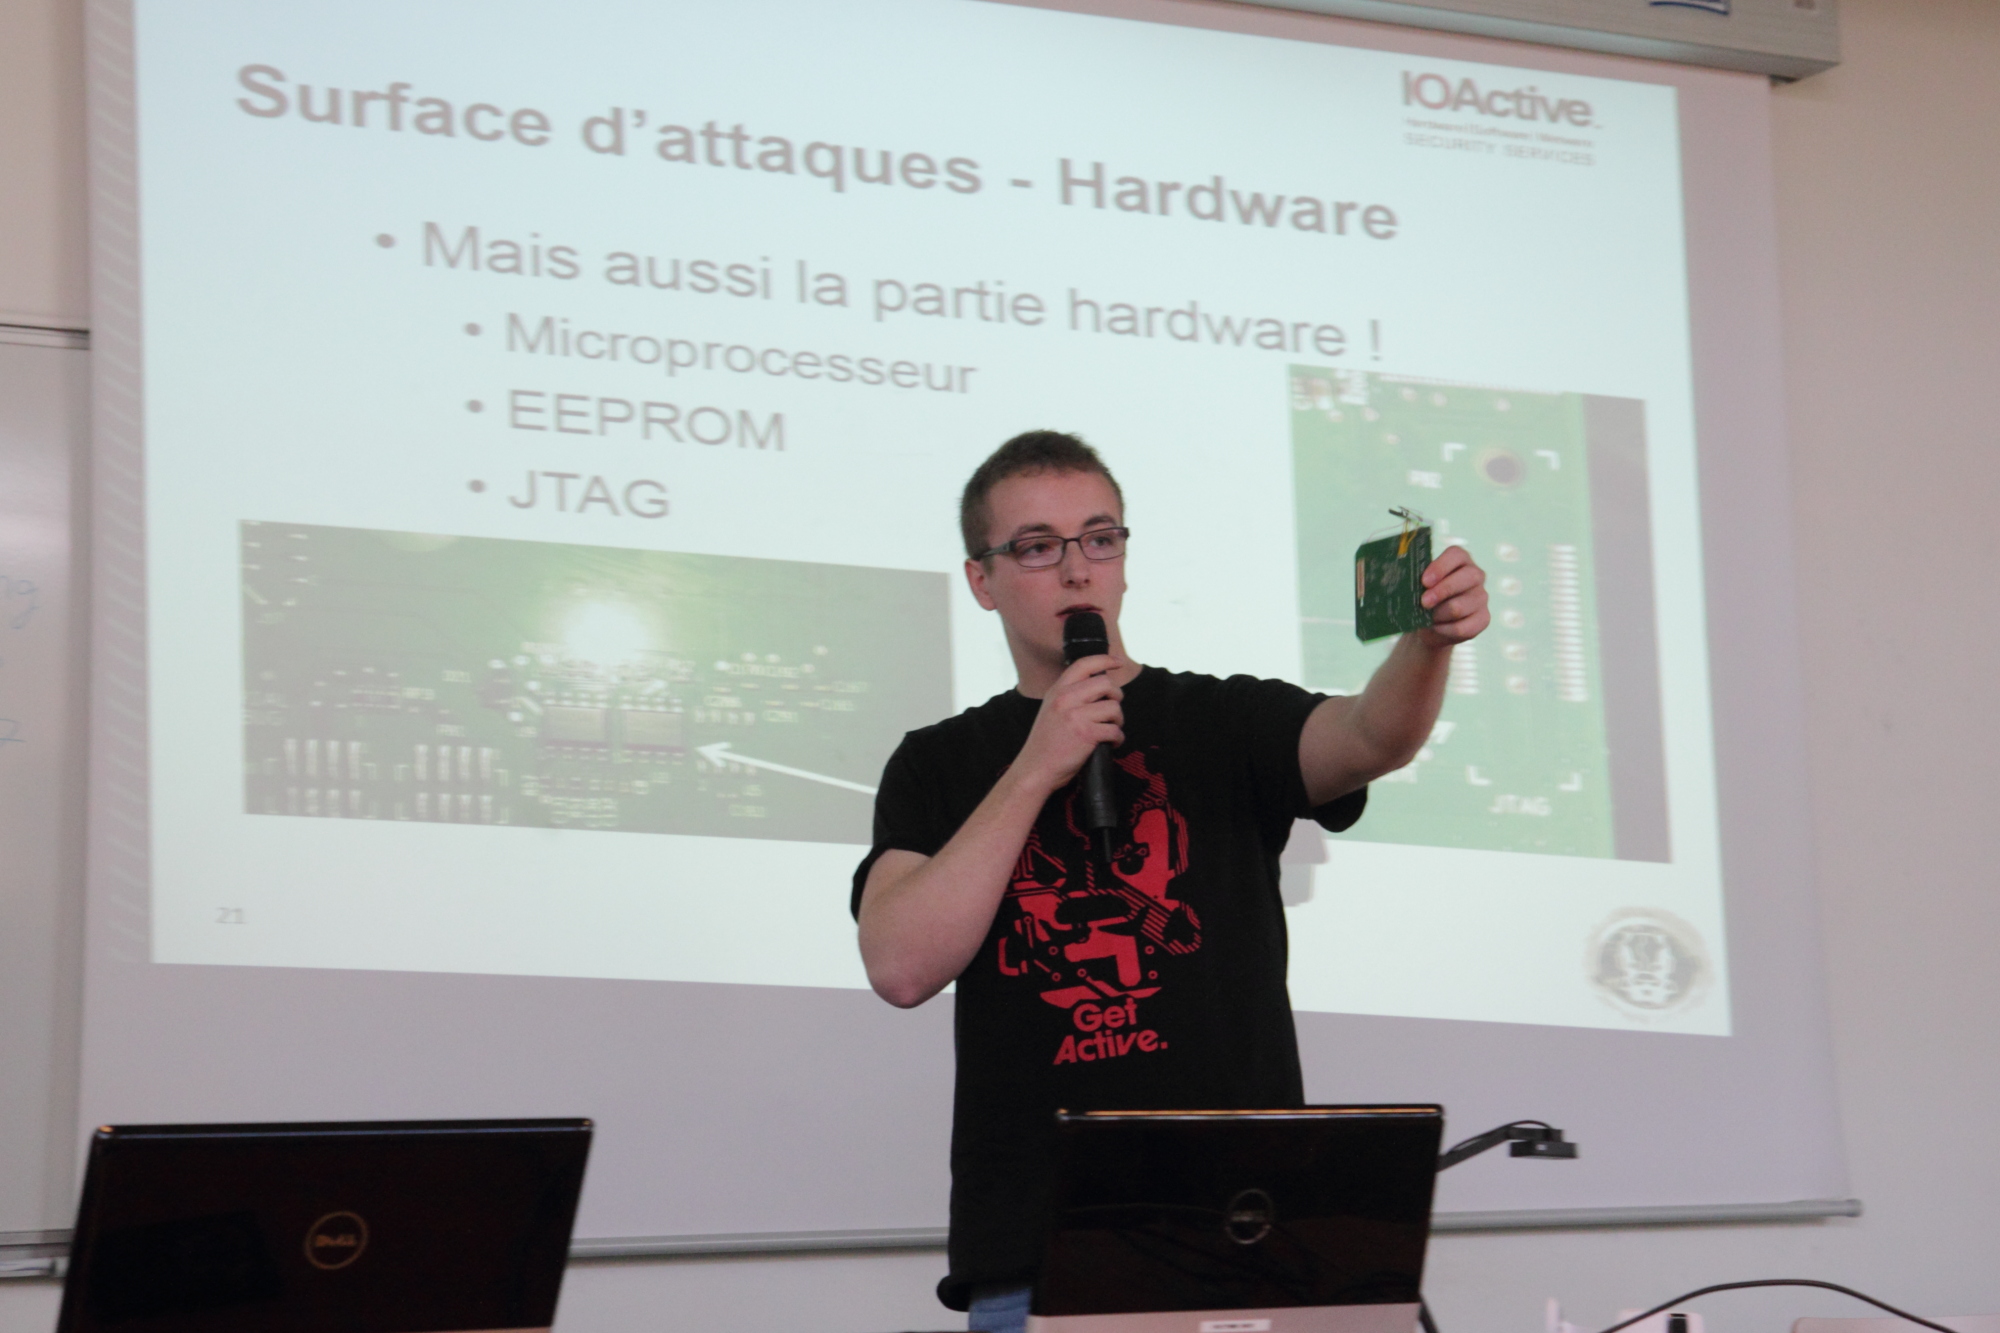 IOActive
SECURITY SERVICES
Surface d'attaques - Hardware
• Mais aussi la partie hardware !
• Microprocesseur
• EEPROM
• JTAG
JTAG
21
Get
Active.
DELL
DELL